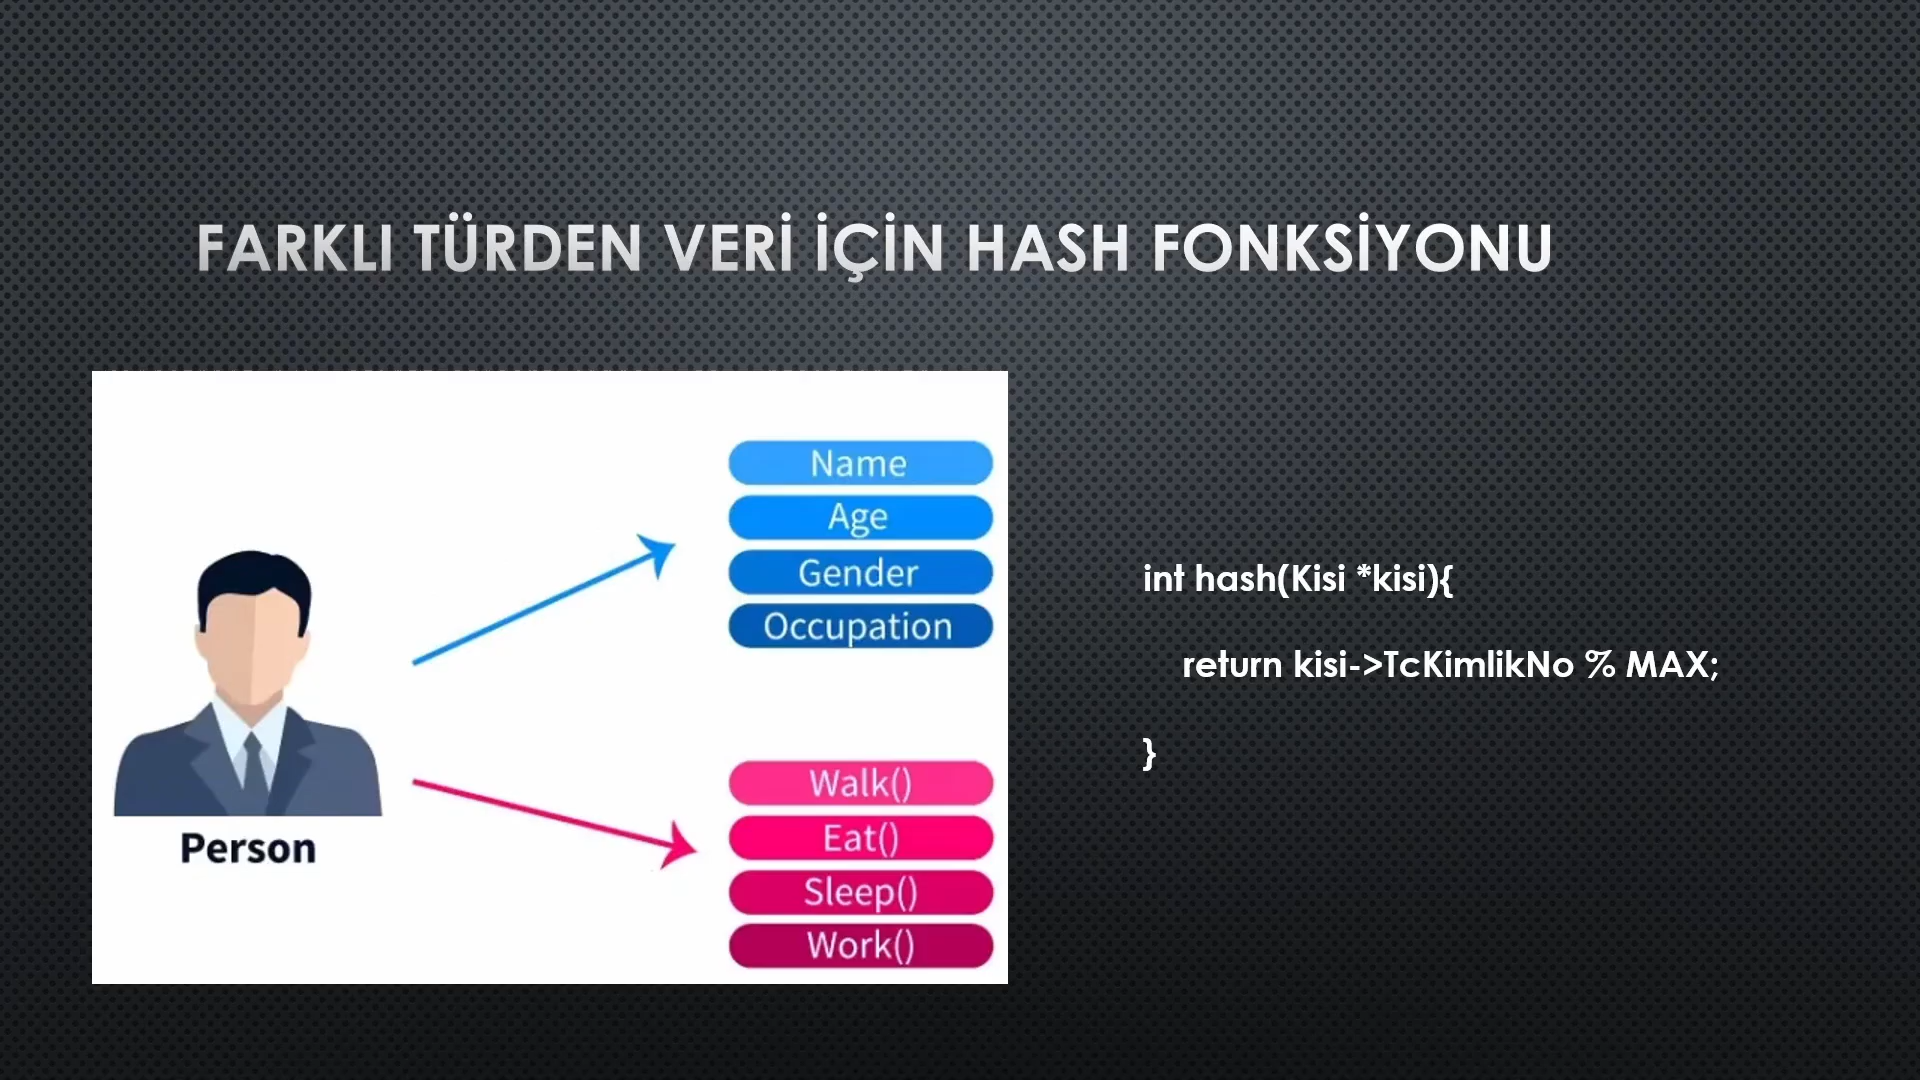 FARKLI TÜRDEN VERİ İÇİN HASH FONKSİYONU
Name
Age
Gender
Occupation
Person
Walk()
Eat()
Sleep()
Work()
int hash(Kisi *kisi){
return kisi->TcKimlikNo % MAX;
}